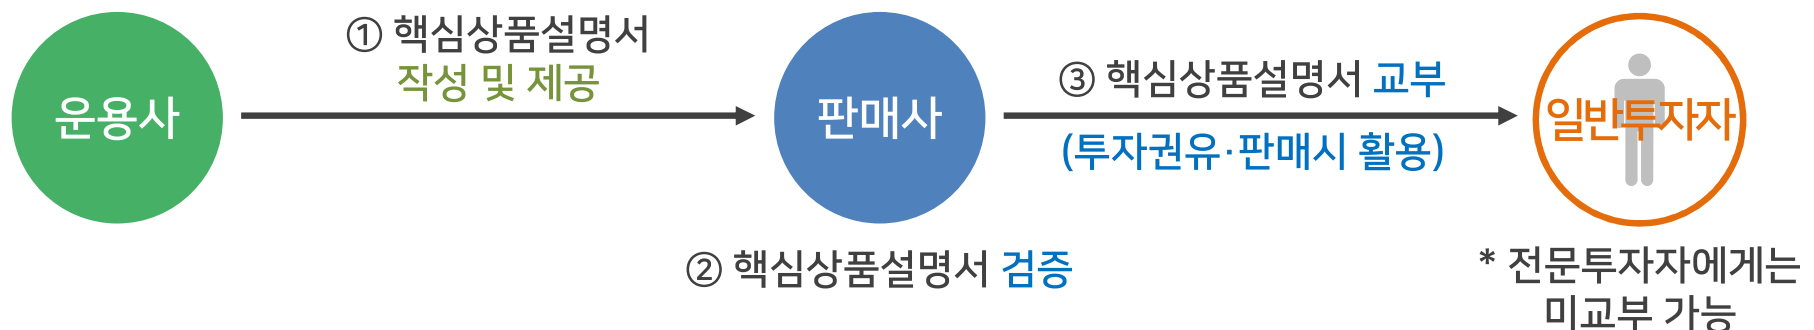 운용사
① 핵심상품설명서
작성 및 제공
판매사
② 핵심상품설명서 검증
③ 핵심상품설명서 교부
(투자권유·판매시 활용)
일반투자자
* 전문투자자에게는
미교부 가능